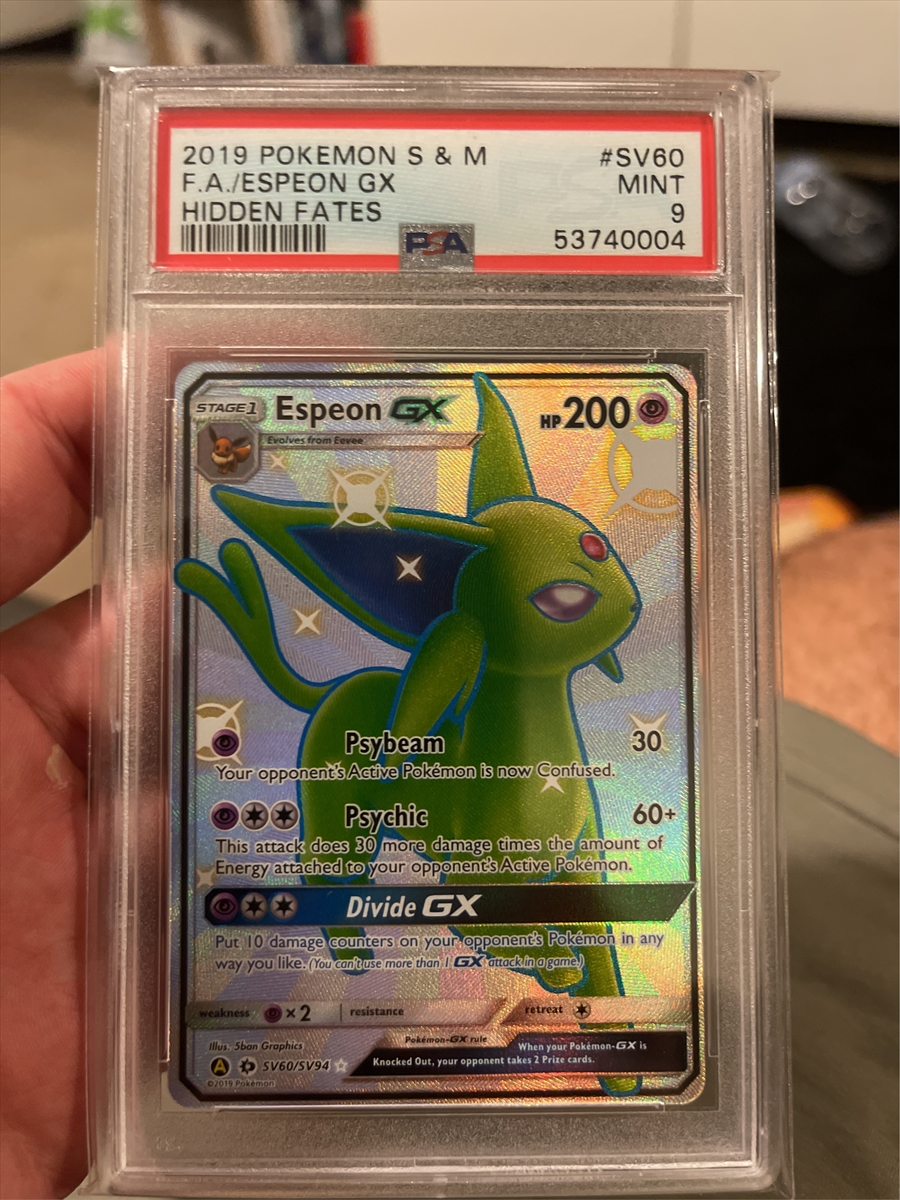 2019 POKEMON S & M #SV60
F.A./ESPEON GX MINT
HIDDEN FATES 9
PSA 53740004
STAGE 1 Espeon GX HP 200
Evolves from Eevee
Psybeam 30
Your opponent's Active Pokémon is now Confused.
Psychic 60+
This attack does 30 more damage times the amount of
Energy attached to your opponent's Active Pokémon.
Divide GX
Put 10 damage counters on your opponent's Pokémon in any
way you like. (You can't use more than 1 GX attack in a game.)
weakness ×2 resistance retreat
Illus. 5ban Graphics Pokémon-GX rule When your Pokémon-GX is
A SV60/SV94 Knocked Out, your opponent takes 2 Prize cards.
©2019 Pokémon